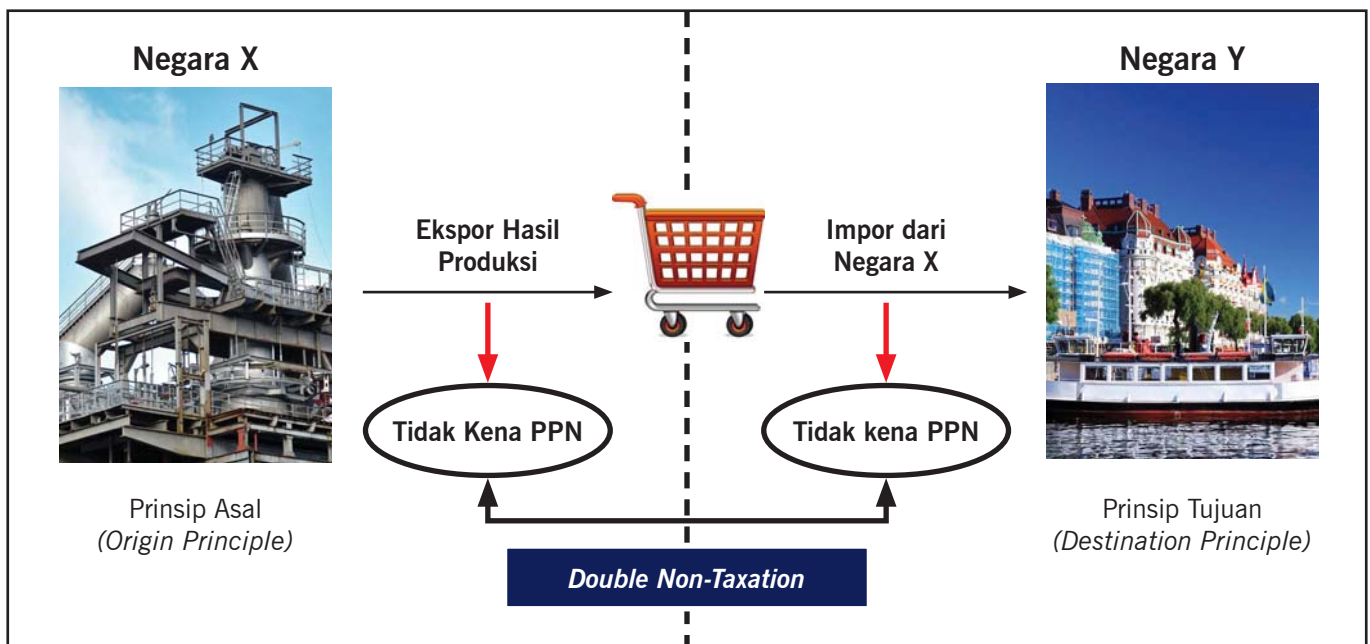 Negara X
Negara Y
Ekspor Hasil
Produksi
Impor dari
Negara X
Tidak Kena PPN
Tidak kena PPN
Prinsip Asal
(Origin Principle)
Prinsip Tujuan
(Destination Principle)
Double Non-Taxation